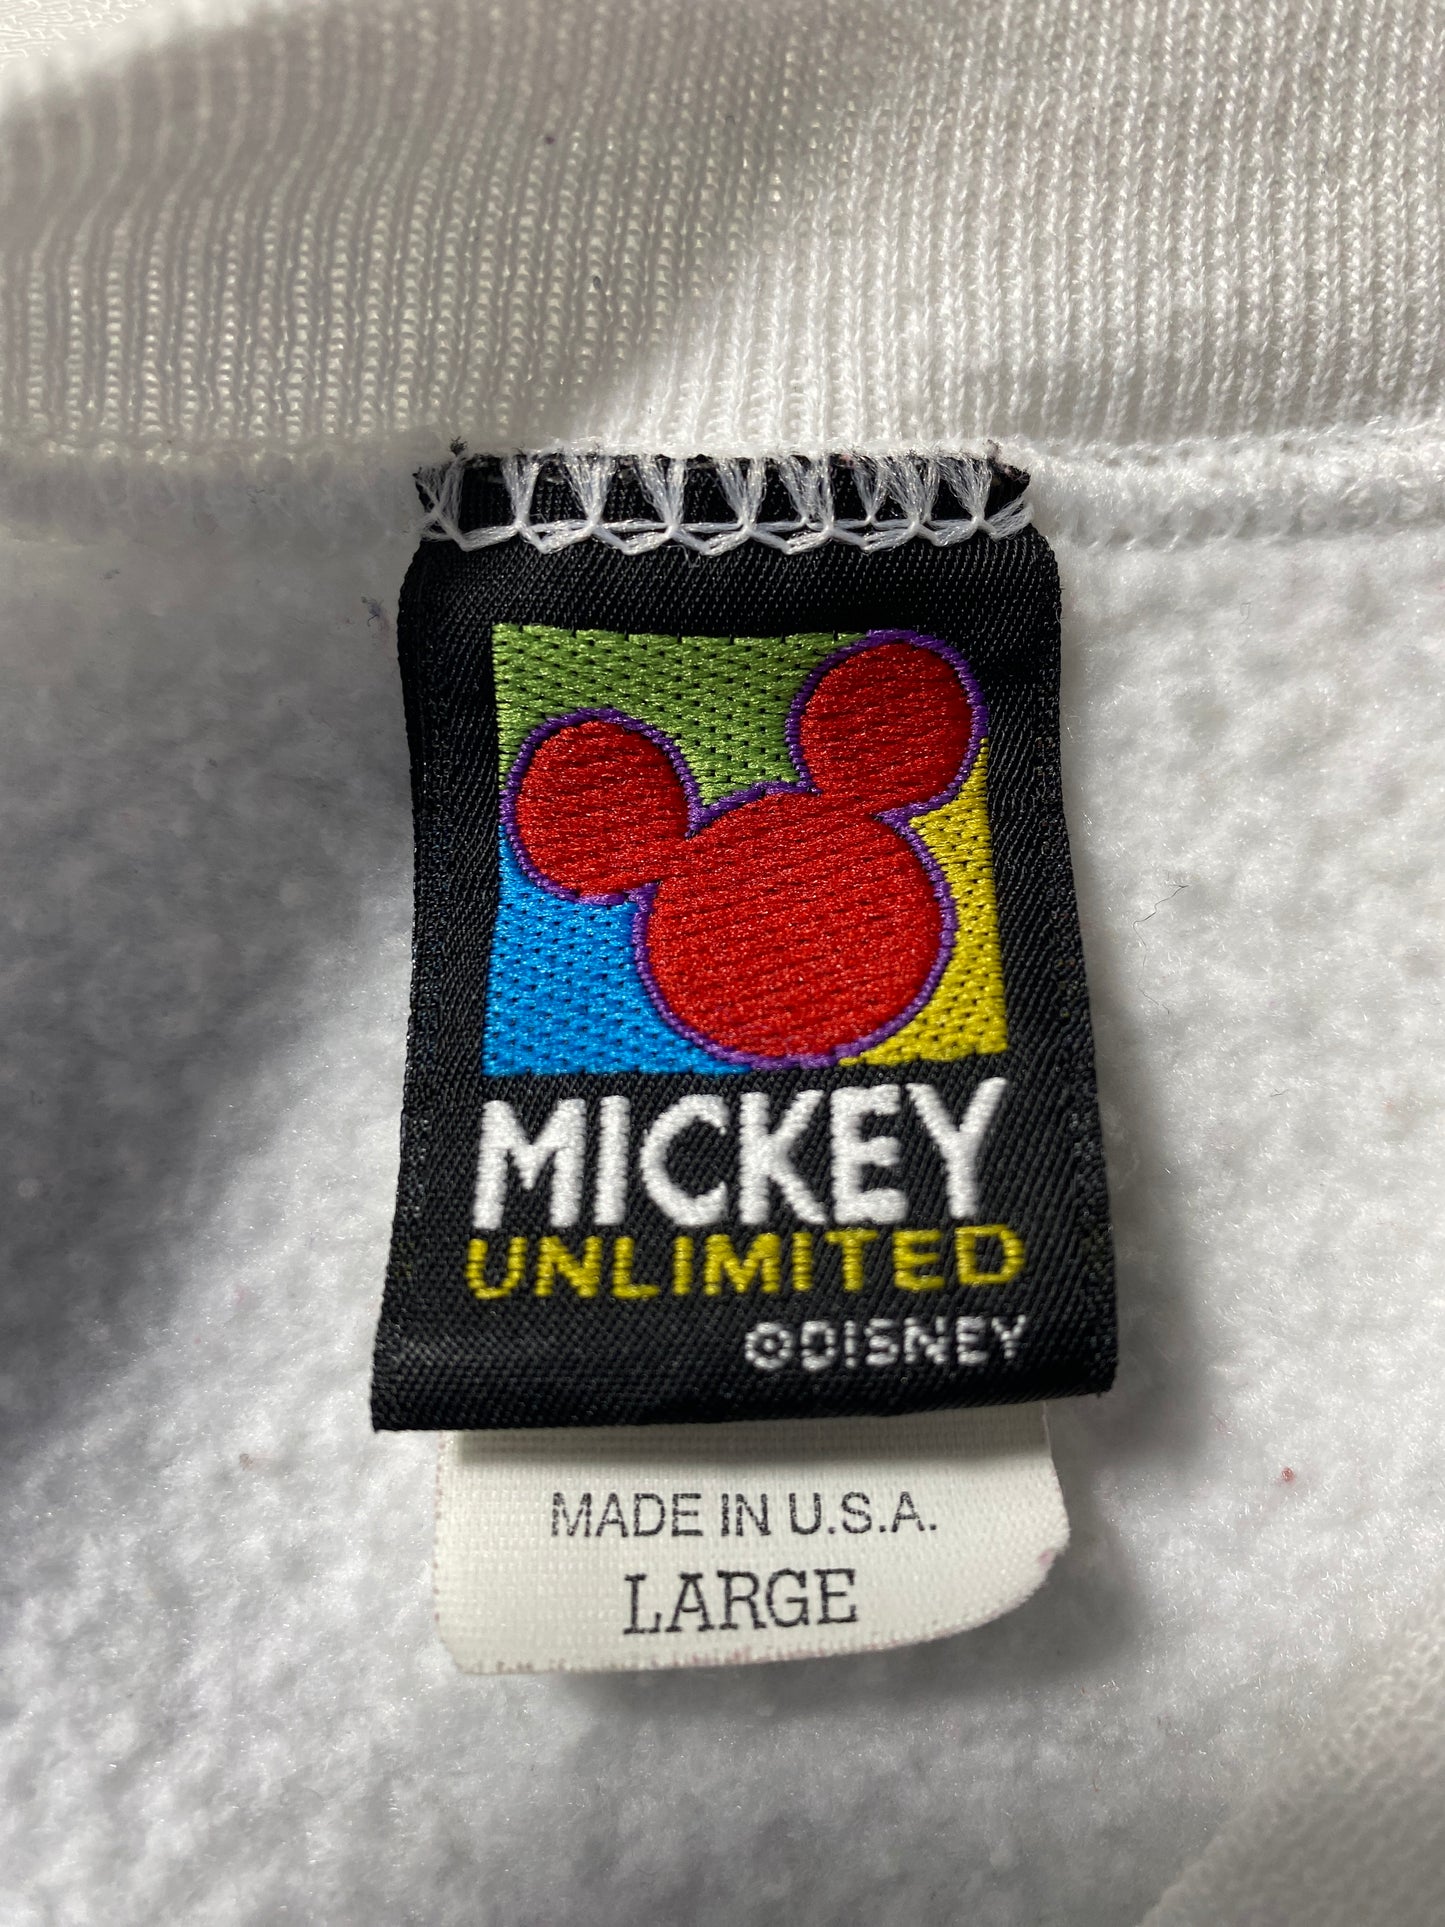 MICKEY
UNLIMITED
©DISNEY
MADE IN U.S.A.
LARGE